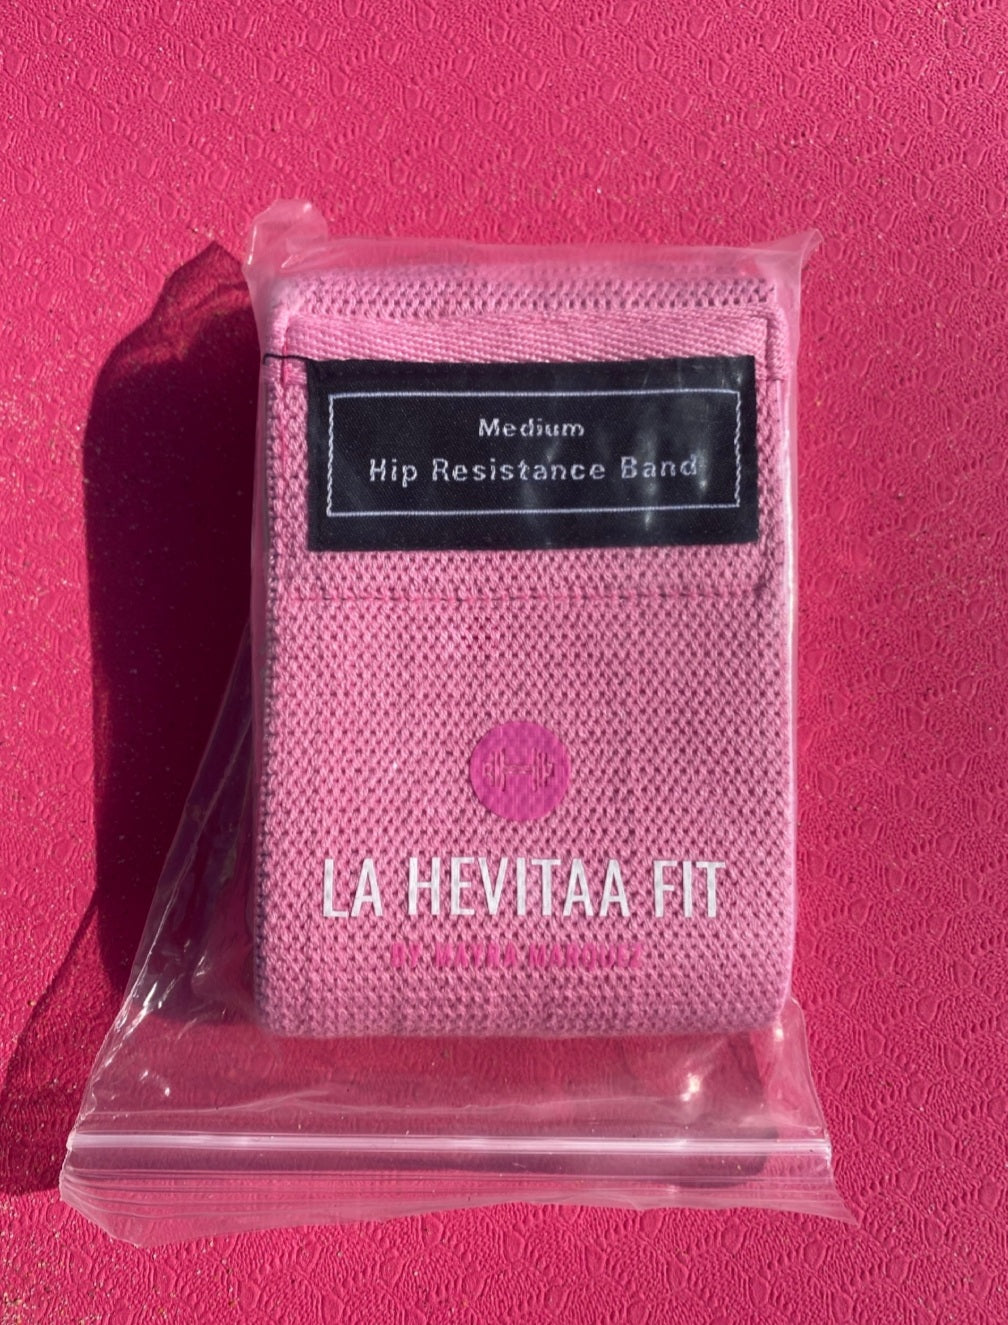 Medium
Hip Resistance Band
LA HEVITAA FIT
BY MAYRA MARQUEZ